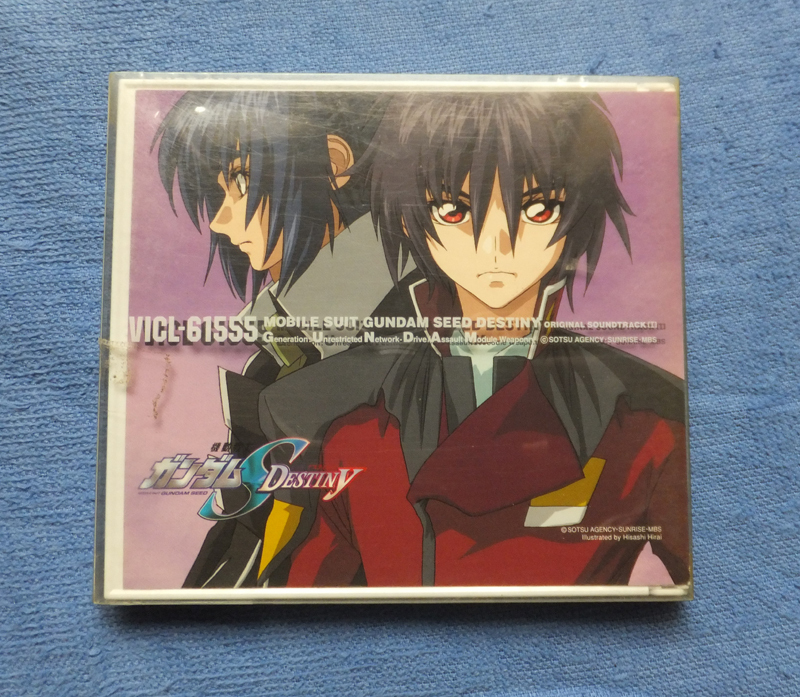 VICL-61555
MOBILE SUIT GUNDAM SEED DESTINY ORIGINAL SOUNDTRACK [I]
Generation Unrestricted Network-Drive Assault Module Weaponry ©SOTSU AGENCY·SUNRISE·MBS
機動戦士
ガンダムS DESTINY
GUNDAM SEED
©SOTSU AGENCY·SUNRISE·MBS
Illustrated by Hisashi Hirai